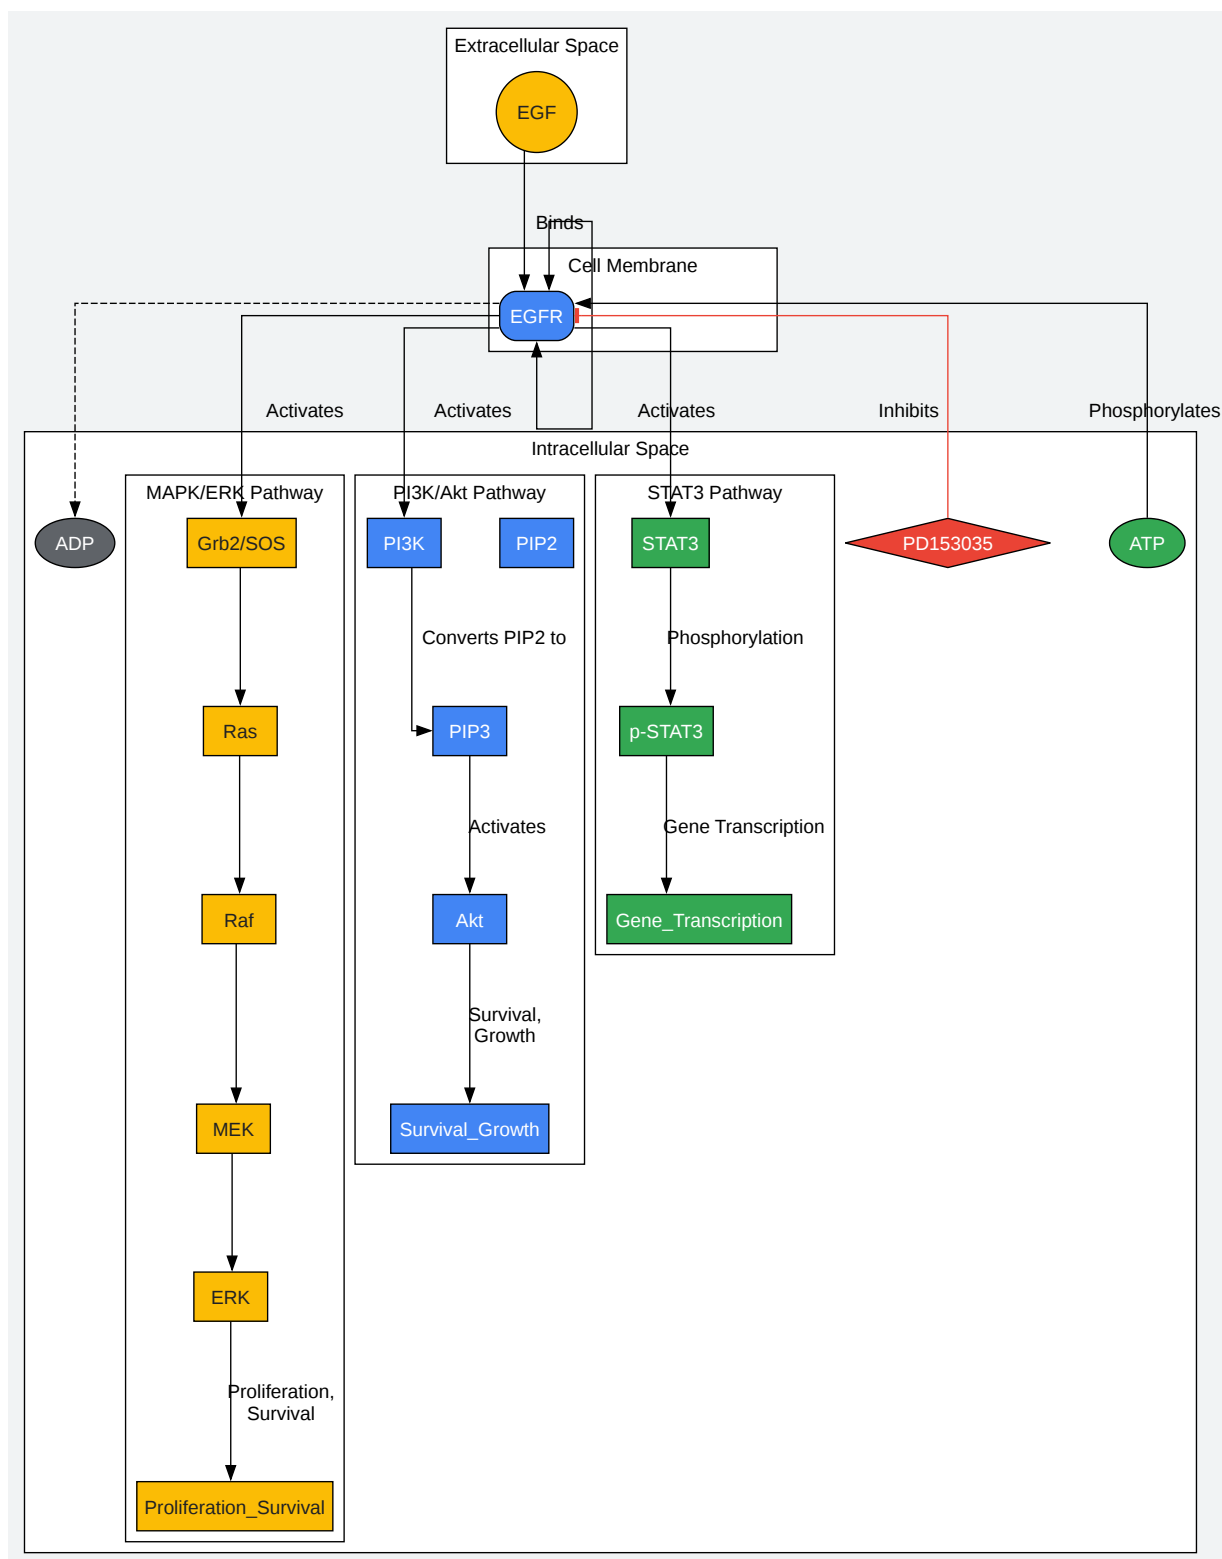 Extracellular Space
EGF
Binds
Cell Membrane
EGFR
Activates
Activates
Activates
Inhibits
Phosphorylates
Intracellular Space
MAPK/ERK Pathway
PI3K/Akt Pathway
STAT3 Pathway
ADP
Grb2/SOS
PI3K
PIP2
STAT3
PD153035
ATP
Converts PIP2 to
Phosphorylation
Ras
PIP3
p-STAT3
Activates
Gene Transcription
Raf
Akt
Gene_Transcription
Survival,
Growth
MEK
Survival_Growth
ERK
Proliferation,
Survival
Proliferation_Survival